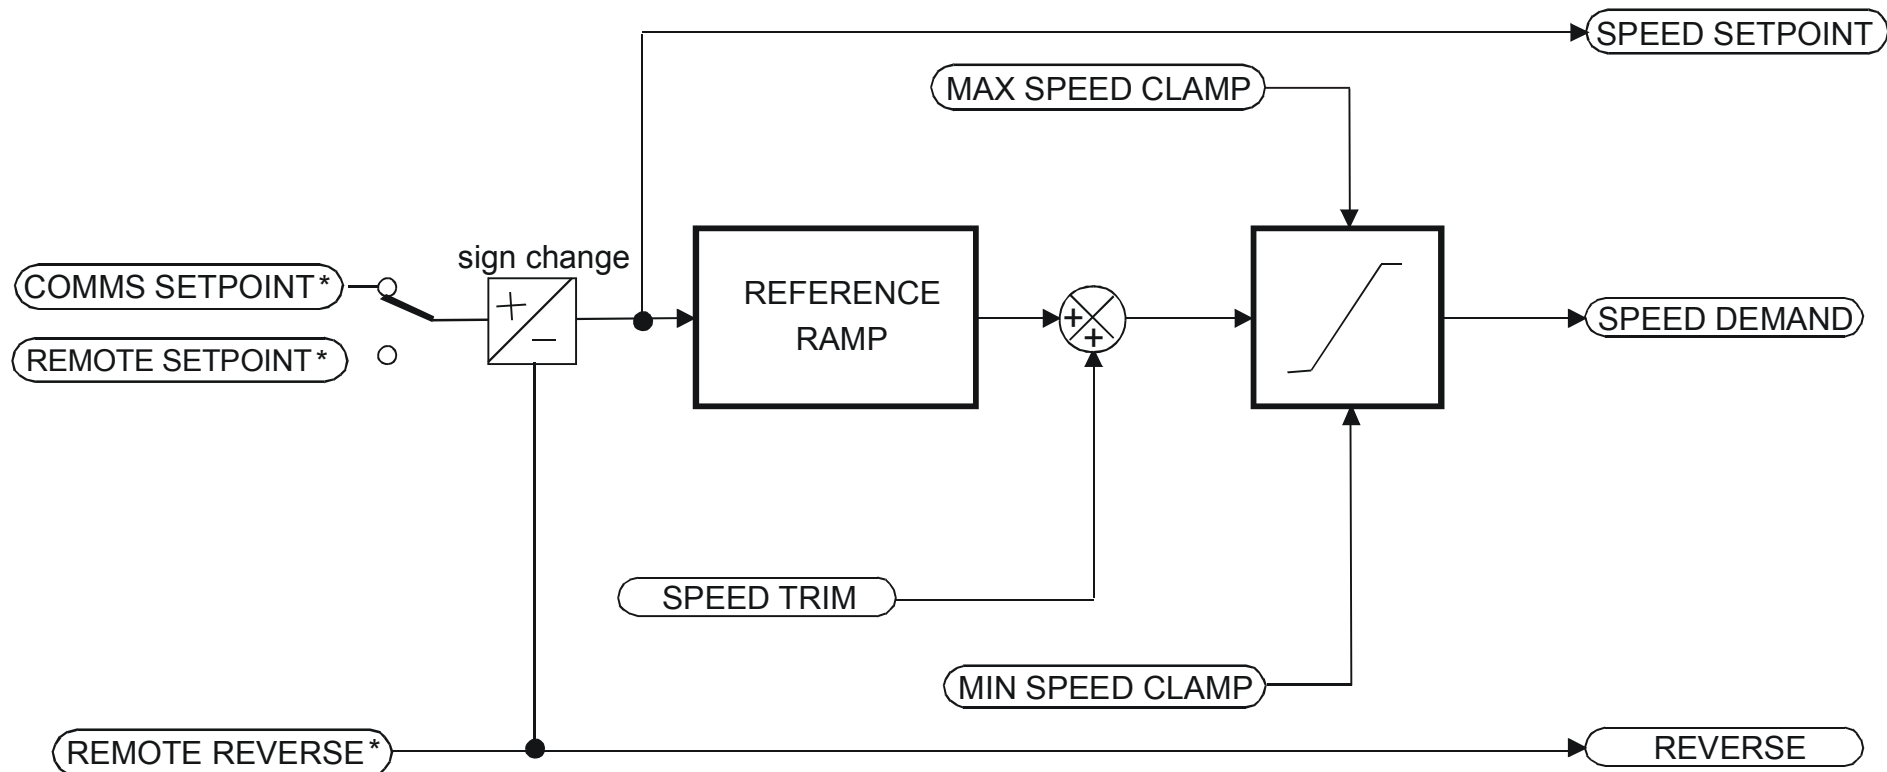 SPEED SETPOINT
MAX SPEED CLAMP
sign change
COMMS SETPOINT*
REMOTE SETPOINT*
+
−
REFERENCE
RAMP
+
+
SPEED DEMAND
SPEED TRIM
MIN SPEED CLAMP
REMOTE REVERSE*
REVERSE